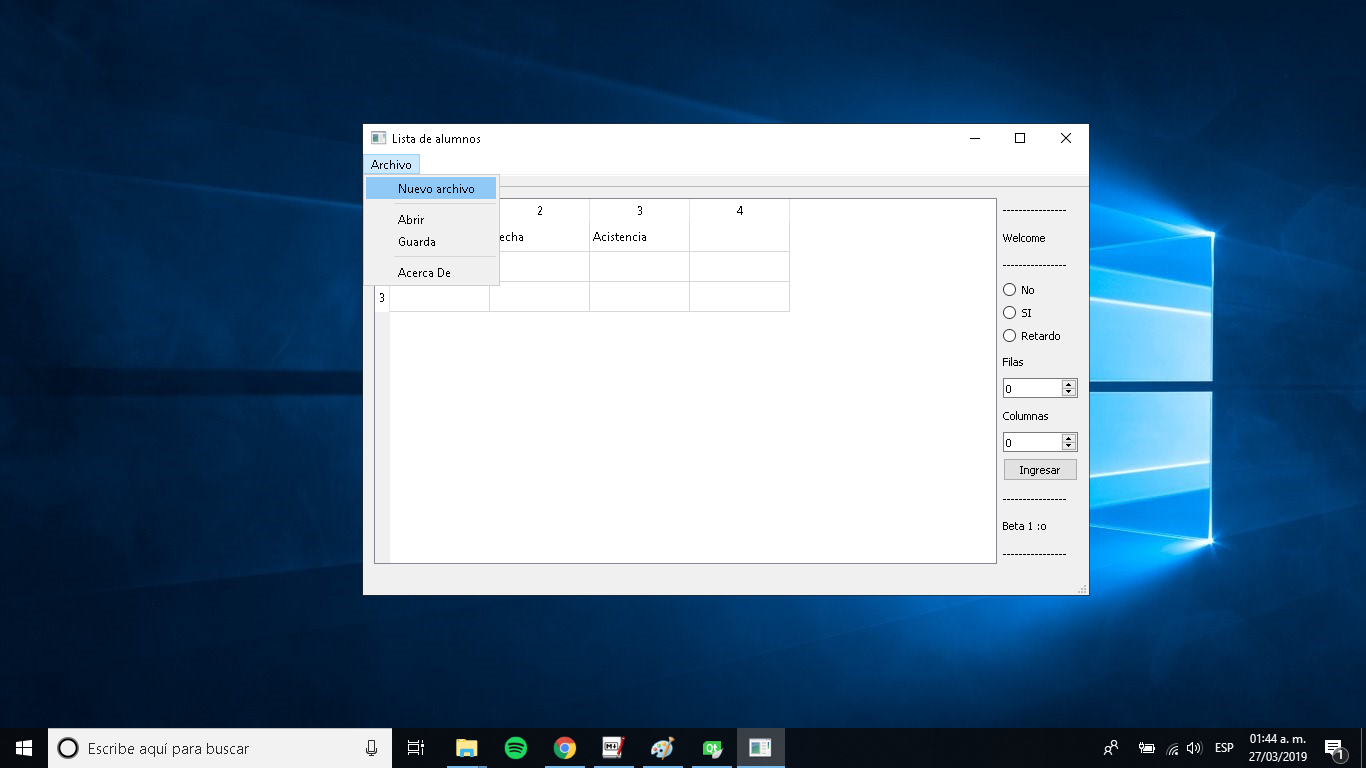 Lista de alumnos
Archivo
Nuevo archivo
Abrir
Guarda
Acerca De
2 3 4
echa Acistencia
3
---------------
Welcome
---------------
No
SI
Retardo
Filas
0
Columnas
0
Ingresar
---------------
Beta 1 :o
---------------
Escribe aquí para buscar
M↓
Qt
ESP
01:44 a. m.
27/03/2019
1